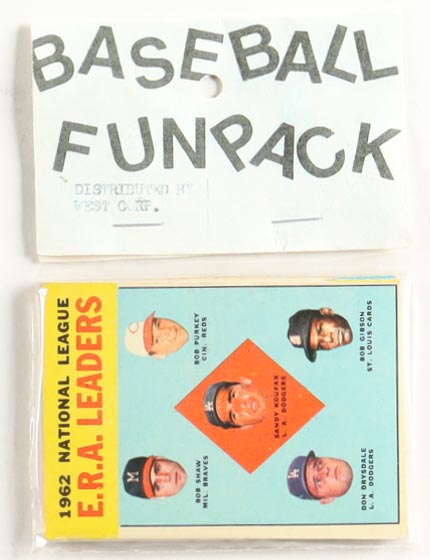 BASEBALL
FUNPACK
DISTRIBUTED BY
WEST CORP.
1962 NATIONAL LEAGUE
E.R.A. LEADERS
BOB PURKEY
CIN. REDS
BOB GIBSON
ST. LOUIS CARDS
SANDY KOUFAX
L. A. DODGERS
BOB SHAW
MIL. BRAVES
DON DRYSDALE
L. A. DODGERS